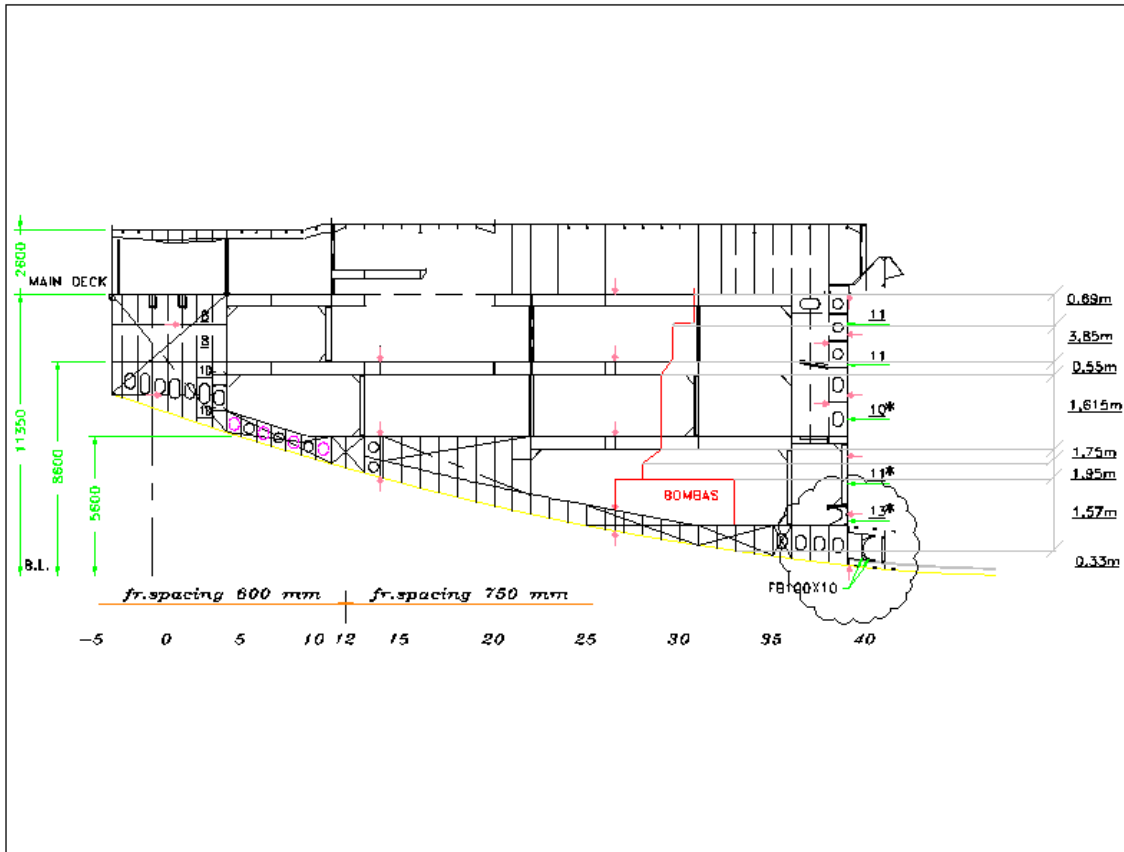 2600
MAIN DECK
11350
8600
5600
B.L.
8
8
10
10
BOMBAS
11
11
10*
11*
13*
FB100X10
0.69m
3,85m
0.55m
1,615m
1.75m
1.95m
1.57m
0.33m
fr.spacing 600 mm
fr.spacing 750 mm
-5 0 5 10 12 15 20 25 30 35 40